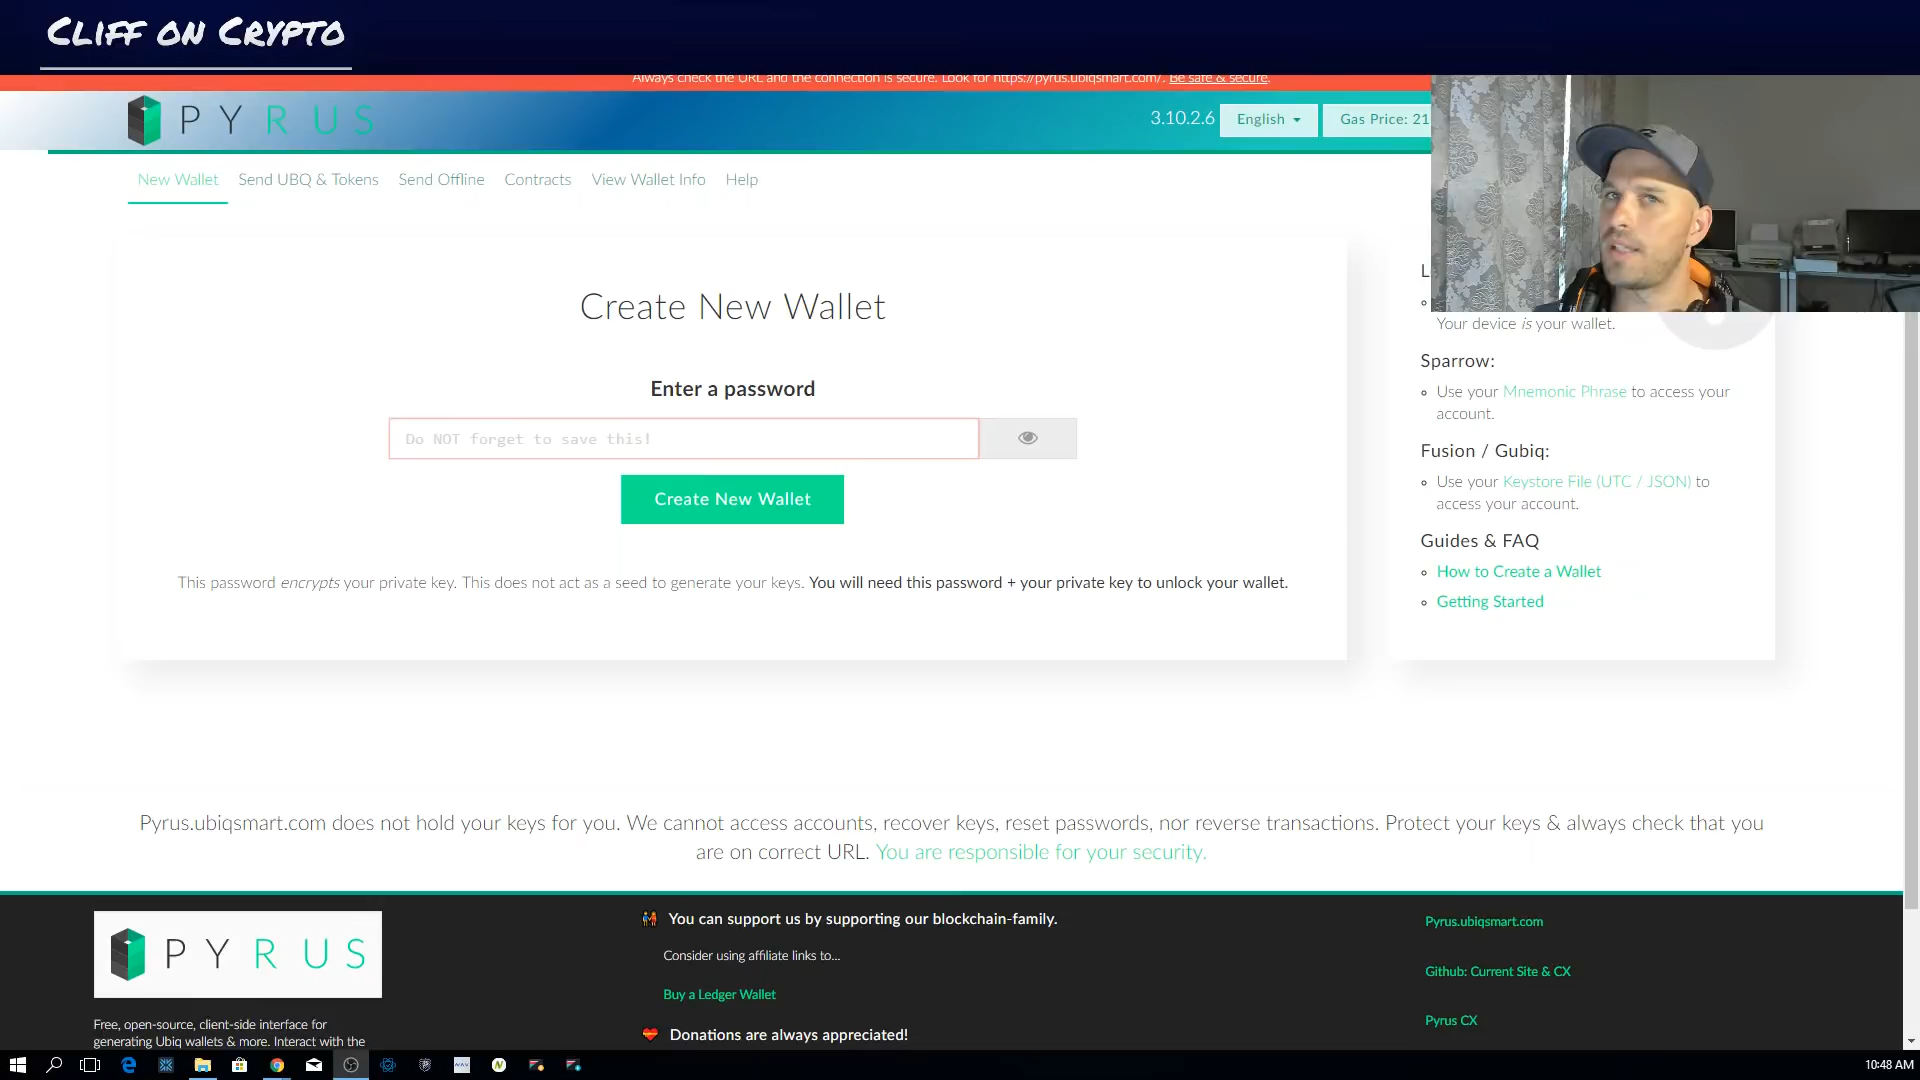 Cliff on Crypto
Always check the URL and the connection is secure. Look for https://pyrus.ubiqsmart.com/. Be safe & secure.
PYRUS
3.10.2.6
English
Gas Price: 21
New Wallet
Send UBQ & Tokens
Send Offline
Contracts
View Wallet Info
Help
Create New Wallet
Enter a password
Do NOT forget to save this!
Create New Wallet
This password encrypts your private key. This does not act as a seed to generate your keys. You will need this password + your private key to unlock your wallet.
L
Your device is your wallet.
Sparrow:
Use your Mnemonic Phrase to access your
account.
Fusion / Gubiq:
Use your Keystore File (UTC / JSON) to
access your account.
Guides & FAQ
How to Create a Wallet
Getting Started
Pyrus.ubiqsmart.com does not hold your keys for you. We cannot access accounts, recover keys, reset passwords, nor reverse transactions. Protect your keys & always check that you
are on correct URL. You are responsible for your security.
PYRUS
Free, open-source, client-side interface for
generating Ubiq wallets & more. Interact with the
You can support us by supporting our blockchain-family.
Consider using affiliate links to...
Buy a Ledger Wallet
Donations are always appreciated!
Pyrus.ubiqsmart.com
Github: Current Site & CX
Pyrus CX
10:48 AM